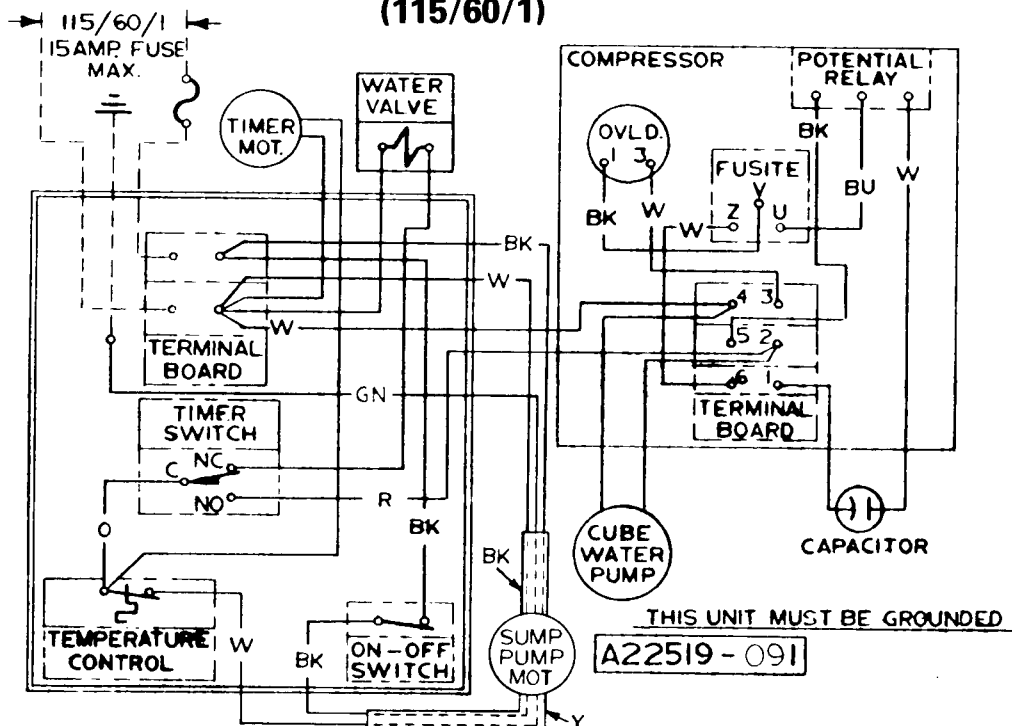 (115/60/1)
115/60/1
15 AMP. FUSE
MAX.
TIMER
MOT.
WATER
VALVE
COMPRESSOR
POTENTIAL
RELAY
OVLD.
1 3
FUSITE
V
Z U
BK
BU
W
BK
W
W
BK
W
W
4 3
5 2
6 1
TERMINAL
BOARD
TERMINAL
BOARD
GN
TIMER
SWITCH
C
NC
NO
R
O
BK
BK
CUBE
WATER
PUMP
CAPACITOR
TEMPERATURE
CONTROL
W
BK
ON-OFF
SWITCH
SUMP
PUMP
MOT
THIS UNIT MUST BE GROUNDED
A22519-091
Y